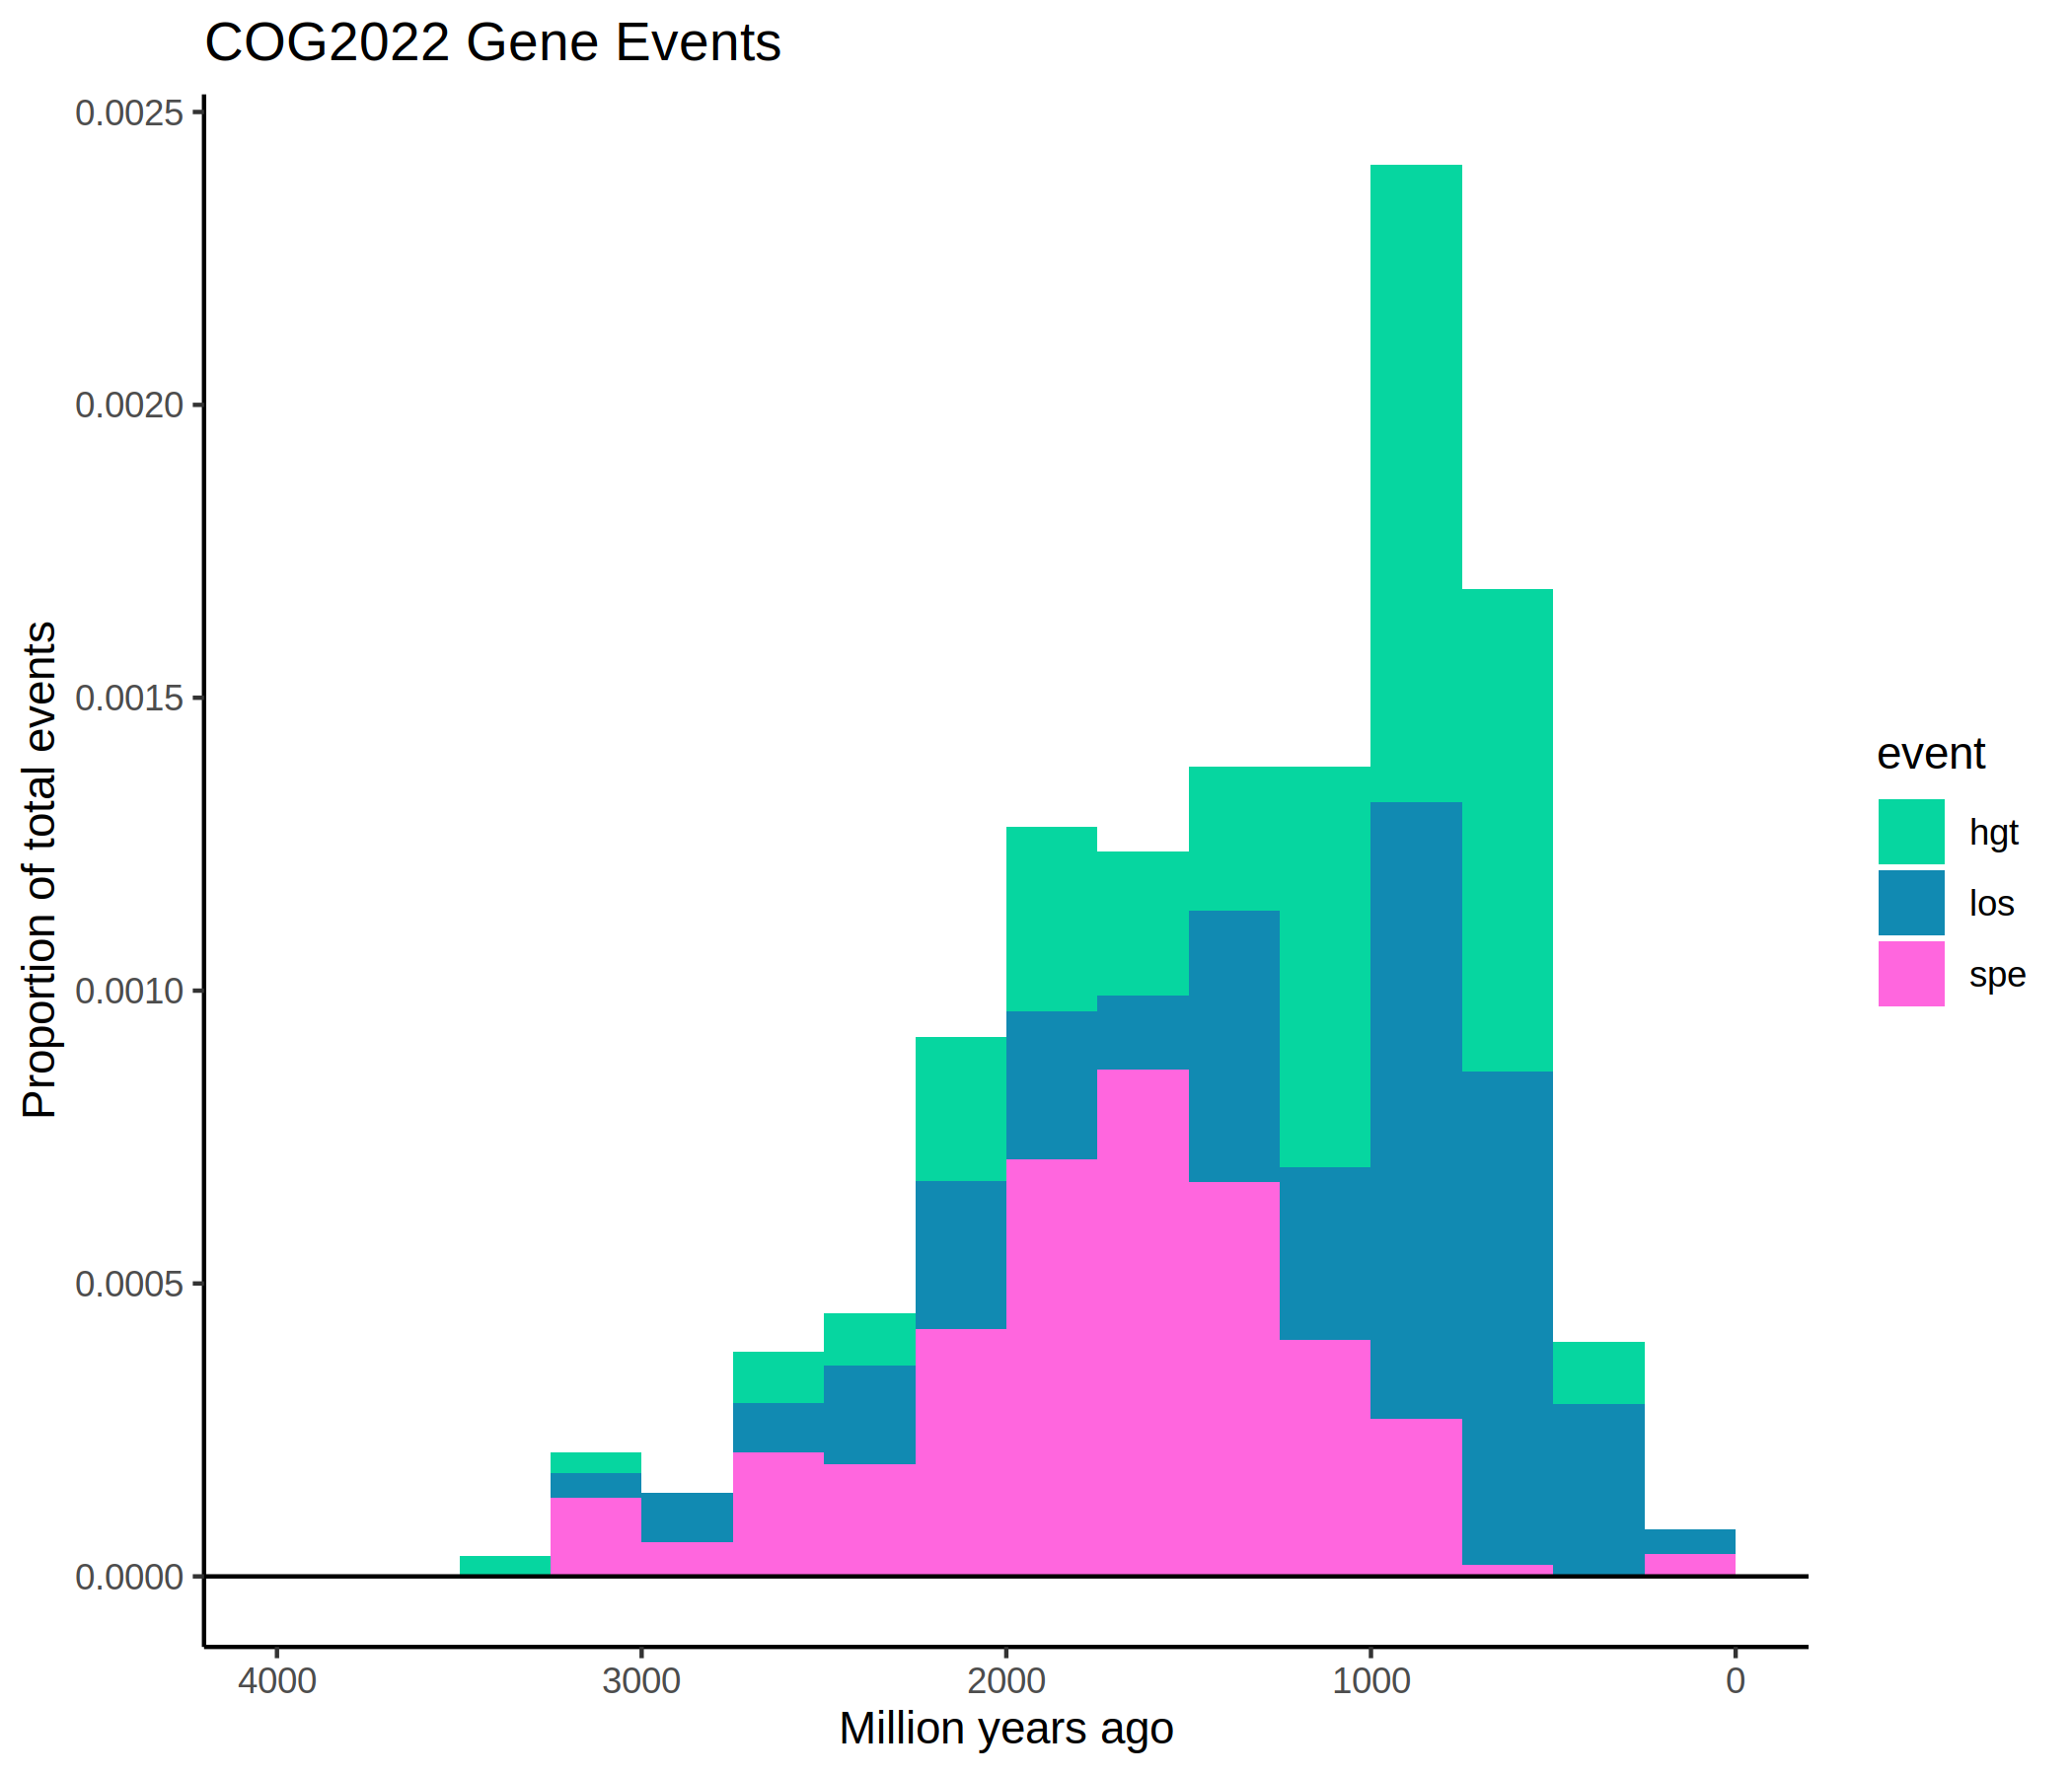 COG2022 Gene Events
0.0025
0.0020
0.0015
0.0010
0.0005
0.0000
Proportion of total events
4000 3000 2000 1000 0
Million years ago
event
hgt
los
spe